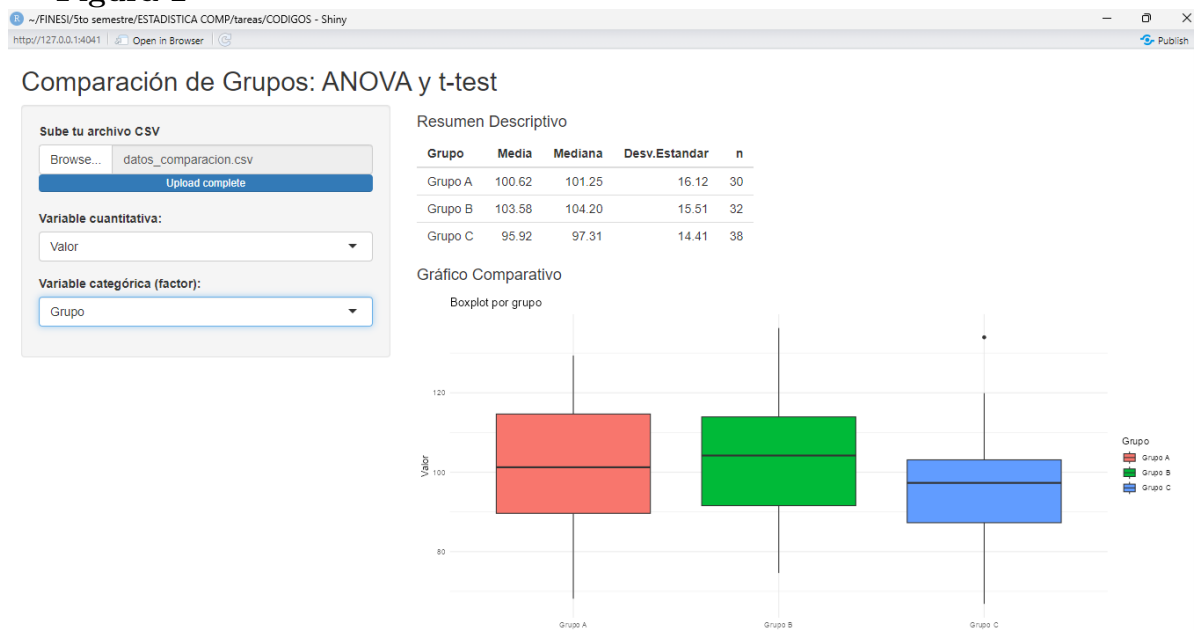 Figura 1
~/FINESI/5to semestre/ESTADISTICA COMP/tareas/CODIGOS - Shiny
http://127.0.0.1:4041 Open in Browser Publish
Comparación de Grupos: ANOVA y t-test
Sube tu archivo CSV
Browse... datos_comparacion.csv
Upload complete
Variable cuantitativa:
Valor
Variable categórica (factor):
Grupo
Resumen Descriptivo
Grupo Media Mediana Desv.Estandar n
Grupo A 100.62 101.25 16.12 30
Grupo B 103.58 104.20 15.51 32
Grupo C 95.92 97.31 14.41 38
Gráfico Comparativo
Boxplot por grupo
120
100
80
Valor
Grupo A Grupo B Grupo C
Grupo
Grupo A
Grupo B
Grupo C